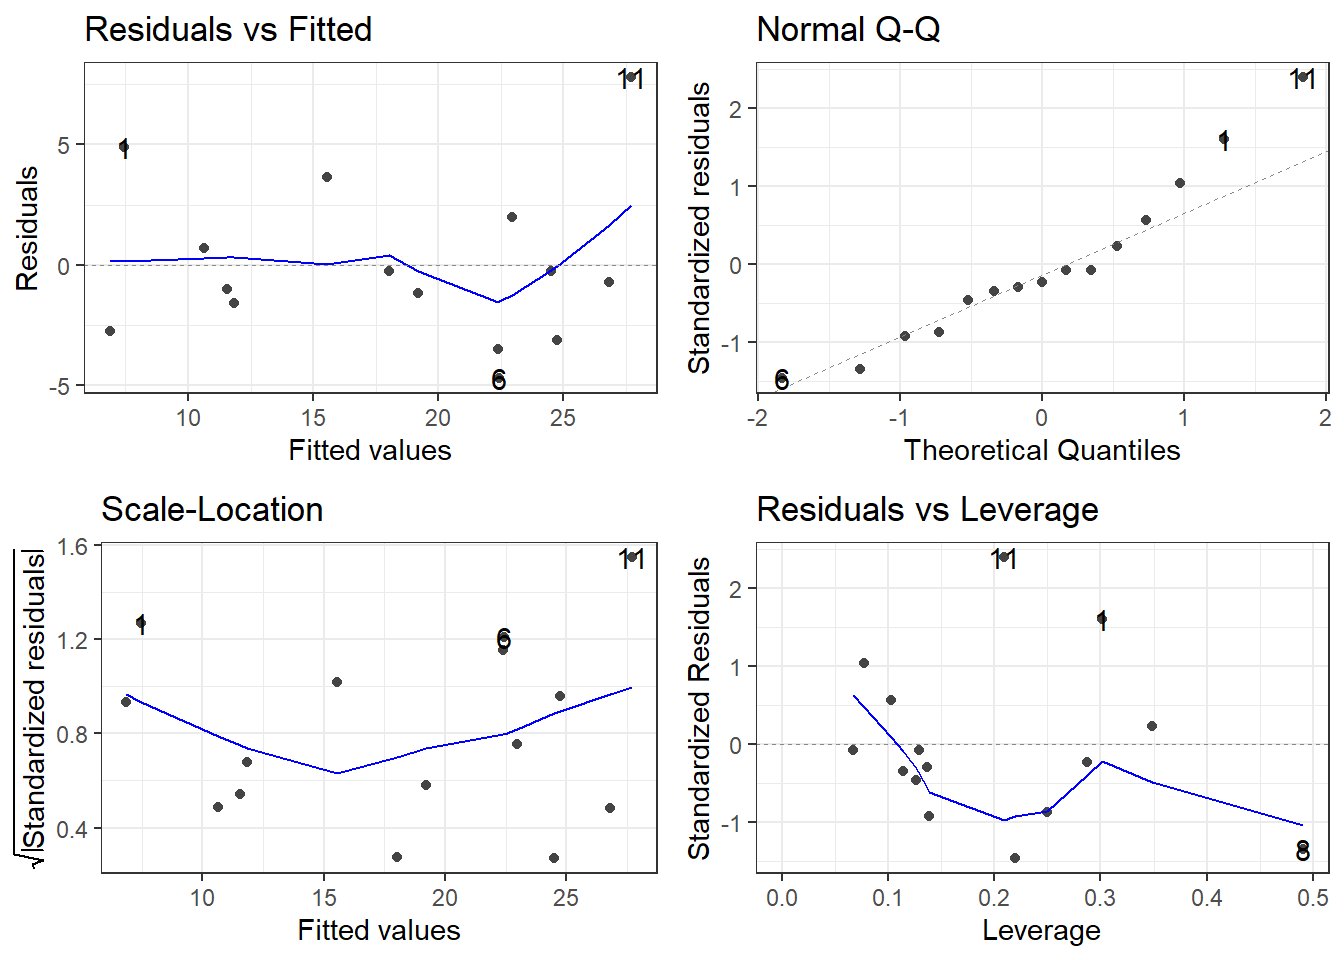 Residuals vs Fitted
11
1
6
5
0
-5
Residuals
10 15 20 25
Fitted values
Normal Q-Q
11
1
6
2
1
0
-1
Standardized residuals
-2 -1 0 1 2
Theoretical Quantiles
Scale-Location
11
1
6
1.6
1.2
0.8
0.4
√|Standardized residuals|
10 15 20 25
Fitted values
Residuals vs Leverage
11
1
8
2
1
0
-1
Standardized Residuals
0.0 0.1 0.2 0.3 0.4 0.5
Leverage